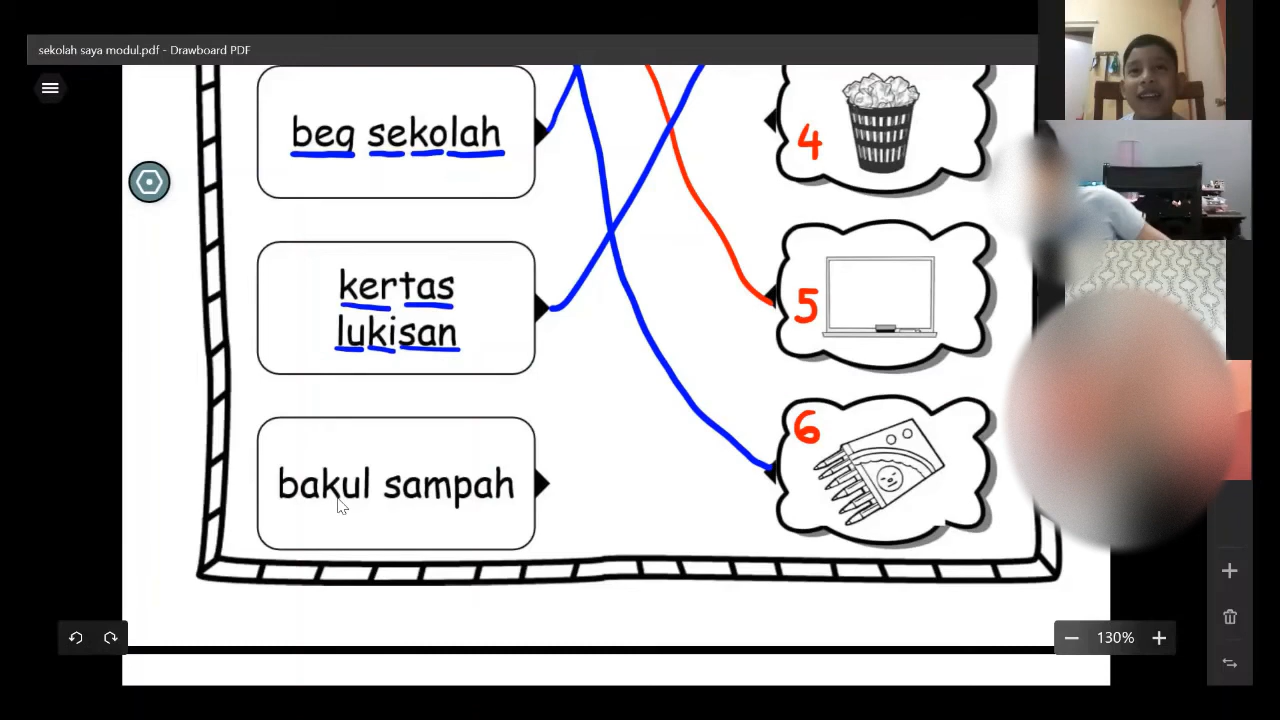 sekolah saya modul.pdf - Drawboard PDF
beg sekolah
4
kertas
lukisan
5
6
bakul sampah
130%